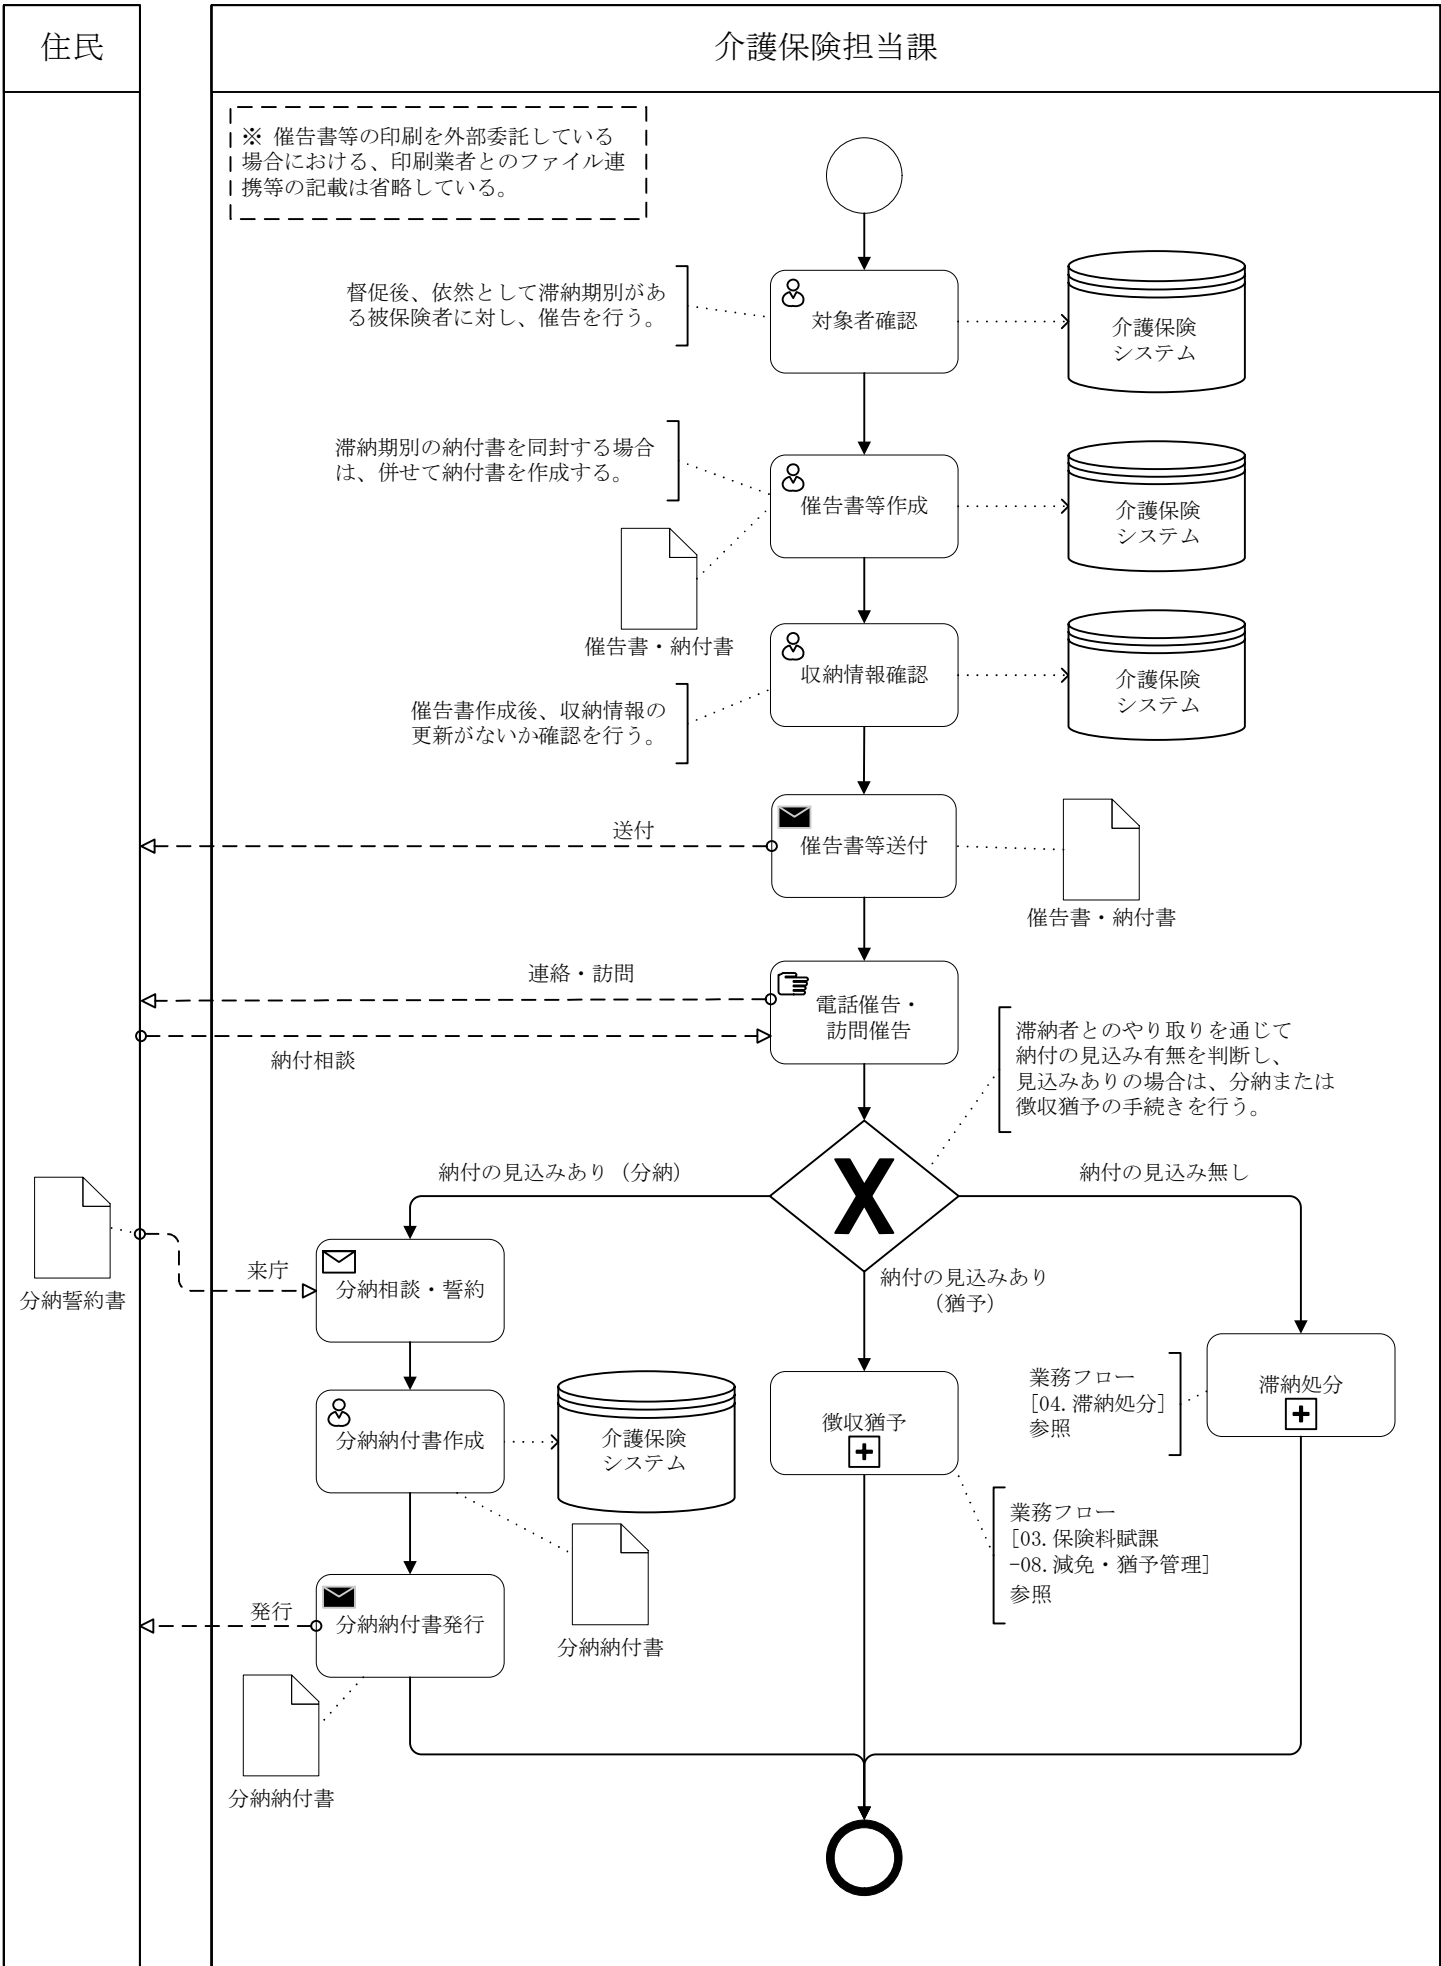 住民
介護保険担当課
※ 催告書等の印刷を外部委託している
場合における、印刷業者とのファイル連
携等の記載は省略している。
督促後、依然として滞納期別があ
る被保険者に対し、催告を行う。
対象者確認
介護保険
システム
滞納期別の納付書を同封する場合
は、併せて納付書を作成する。
催告書等作成
介護保険
システム
催告書・納付書
収納情報確認
介護保険
システム
催告書作成後、収納情報の
更新がないか確認を行う。
送付
催告書等送付
催告書・納付書
連絡・訪問
電話催告・
訪問催告
納付相談
滞納者とのやり取りを通じて
納付の見込み有無を判断し、
見込みありの場合は、分納または
徴収猶予の手続きを行う。
納付の見込みあり（分納）
納付の見込み無し
X
分納誓約書
来庁
分納相談・誓約
納付の見込みあり
（猶予）
業務フロー
[04.滞納処分]
参照
滞納処分
分納納付書作成
介護保険
システム
徴収猶予
業務フロー
[03.保険料賦課
-08.減免・猶予管理]
参照
発行
分納納付書発行
分納納付書
分納納付書